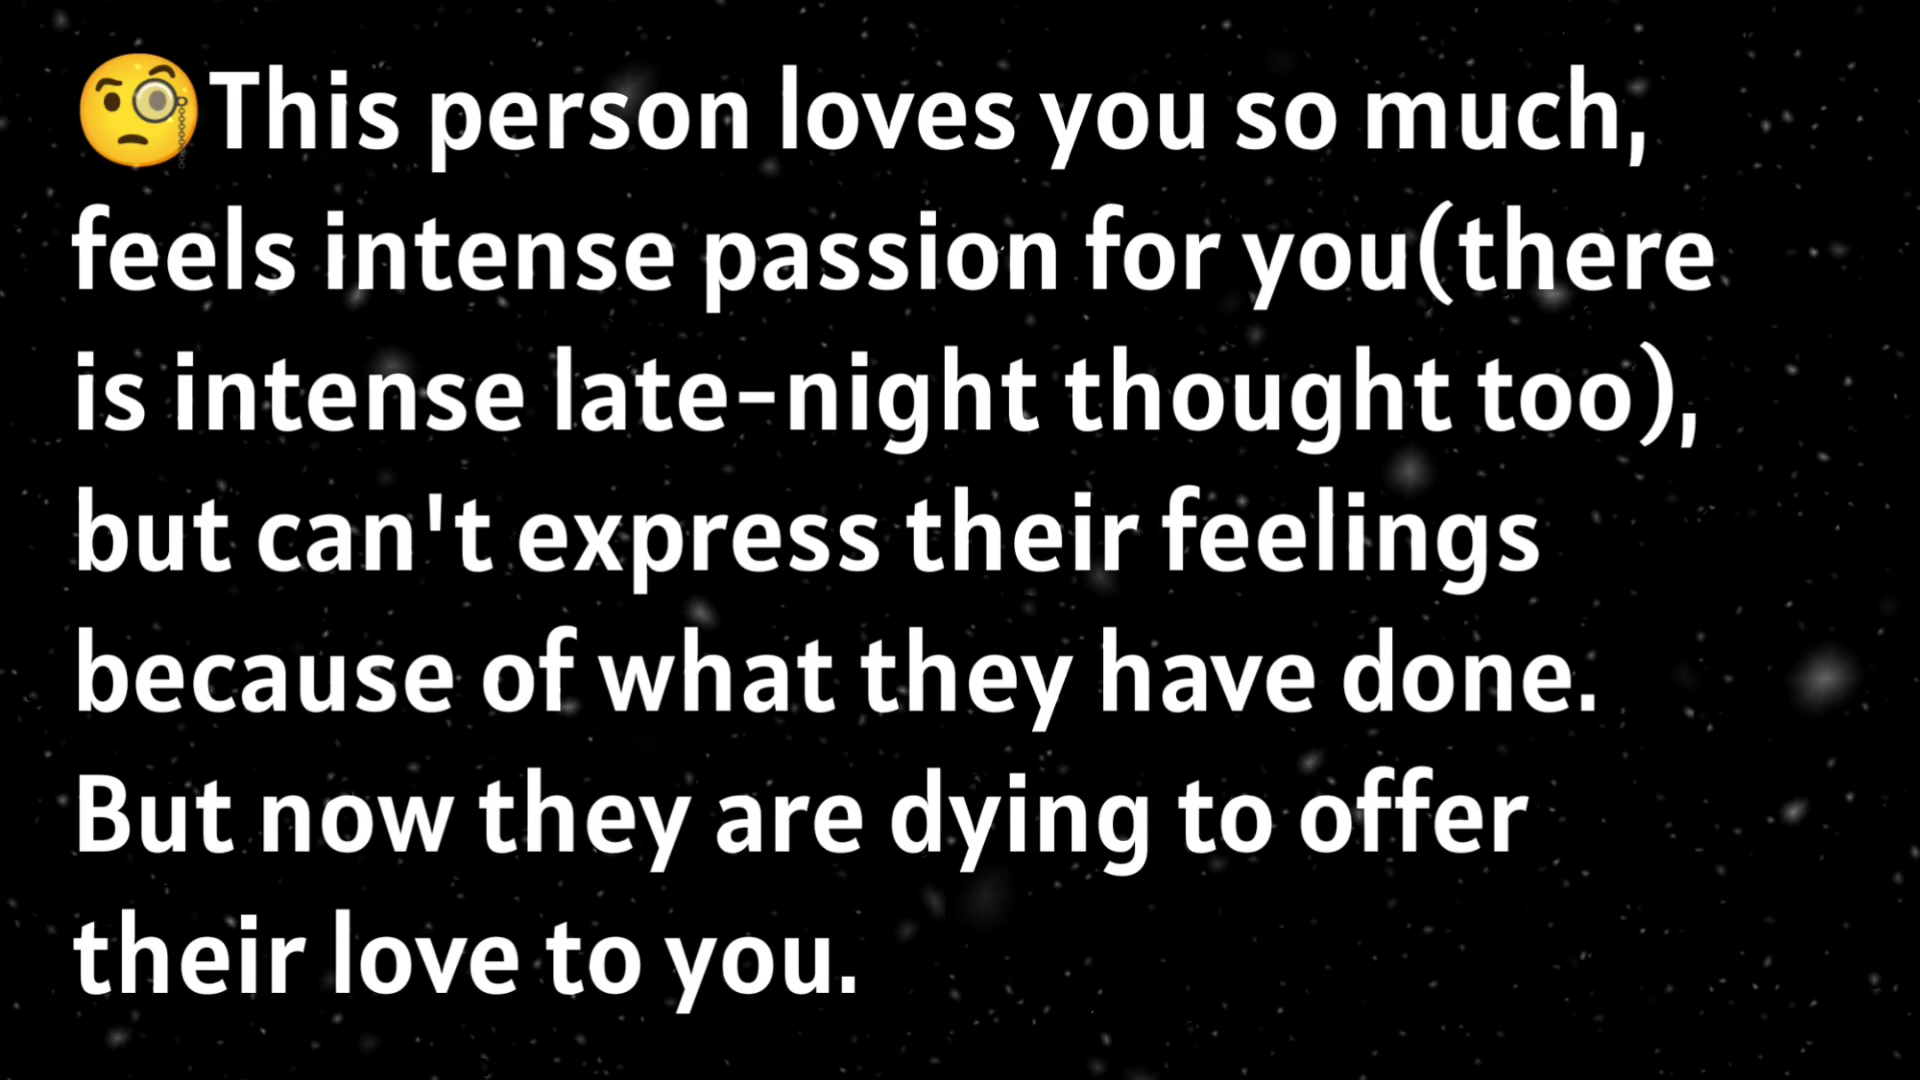 🧐This person loves you so much,
feels intense passion for you(there
is intense late-night thought too),
but can't express their feelings
because of what they have done.
But now they are dying to offer
their love to you.